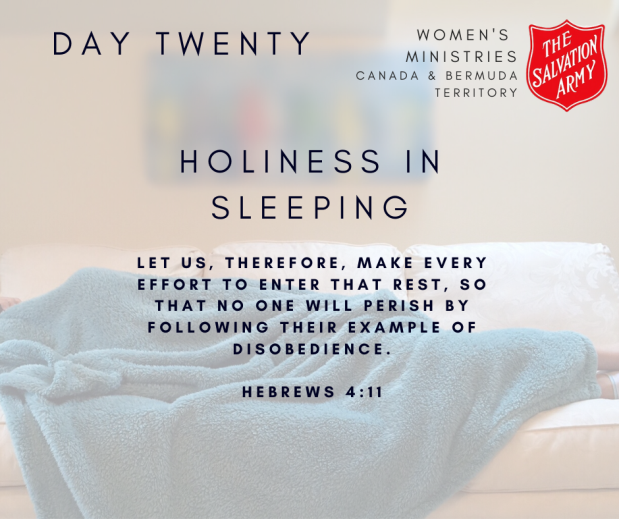 DAY TWENTY
WOMEN'S
MINISTRIES
CANADA & BERMUDA
TERRITORY
THE
SALVATION
ARMY
HOLINESS IN
SLEEPING
LET US, THEREFORE, MAKE EVERY
EFFORT TO ENTER THAT REST, SO
THAT NO ONE WILL PERISH BY
FOLLOWING THEIR EXAMPLE OF
DISOBEDIENCE.
HEBREWS 4:11